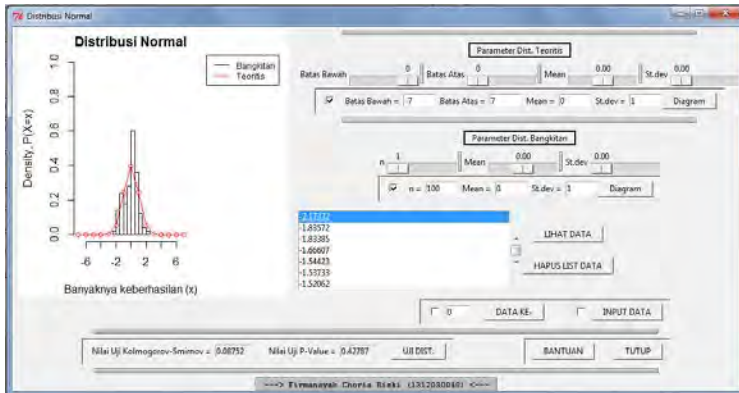 Distribusi Normal
Distribusi Normal
Bangkitan
Teoritis
Density, P(X=x)
0.0 0.2 0.4 0.6 0.8 1.0
-6 -2 2 6
Banyaknya keberhasilan (x)
Parameter Dist. Teoritis
0 0 0.00 0.00
Batas Bawah Batas Atas Mean St.dev
Batas Bawah = -7 Batas Atas = 7 Mean = 0 St.dev = 1 Diagram
Parameter Dist. Bangkitan
1 0.00 0.00
n Mean St.dev
n = 100 Mean = 0 St.dev = 1 Diagram
-2.17232
-1.83572
-1.83385
-1.66607
-1.54423
-1.53733
-1.52062
LIHAT DATA
HAPUS LIST DATA
0 DATA KE- INPUT DATA
Nilai Uji Kolmogorov-Smirnov = 0.08752 Nilai Uji P-Value = 0.42787 UJI DIST. BANTUAN TUTUP
---> Firmansyah Choria Rizki (1312030040) <---